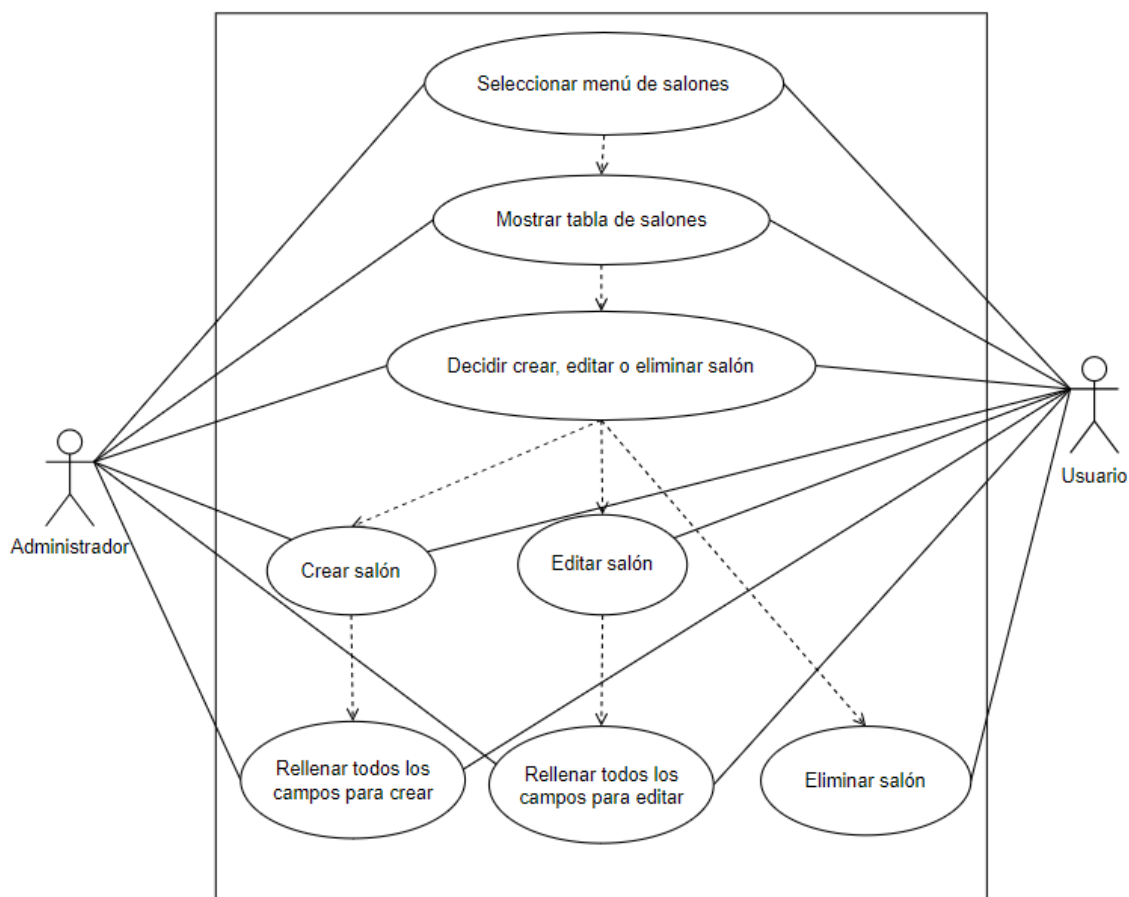 Seleccionar menú de salones
Mostrar tabla de salones
Decidir crear, editar o eliminar salón
Usuario
Administrador
Crear salón
Editar salón
Rellenar todos los
campos para crear
Rellenar todos los
campos para editar
Eliminar salón